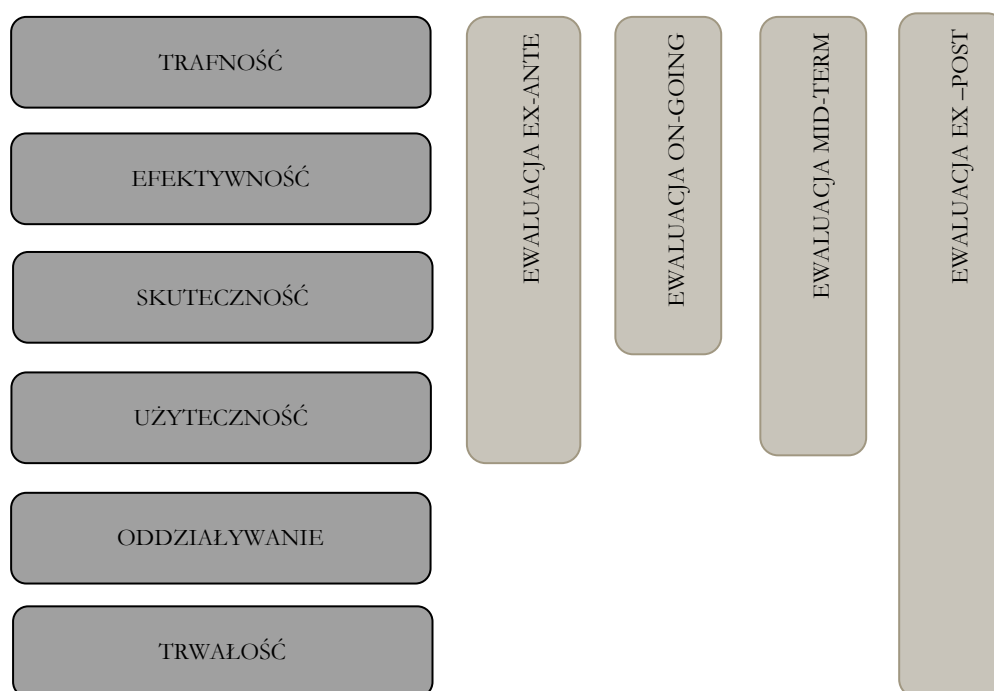 TRAFNOŚĆ
EFEKTYWNOŚĆ
SKUTECZNOŚĆ
UŻYTECZNOŚĆ
ODDZIAŁYWANIE
TRWAŁOŚĆ
EWALUACJA EX-ANTE
EWALUACJA ON-GOING
EWALUACJA MID-TERM
EWALUACJA EX –POST